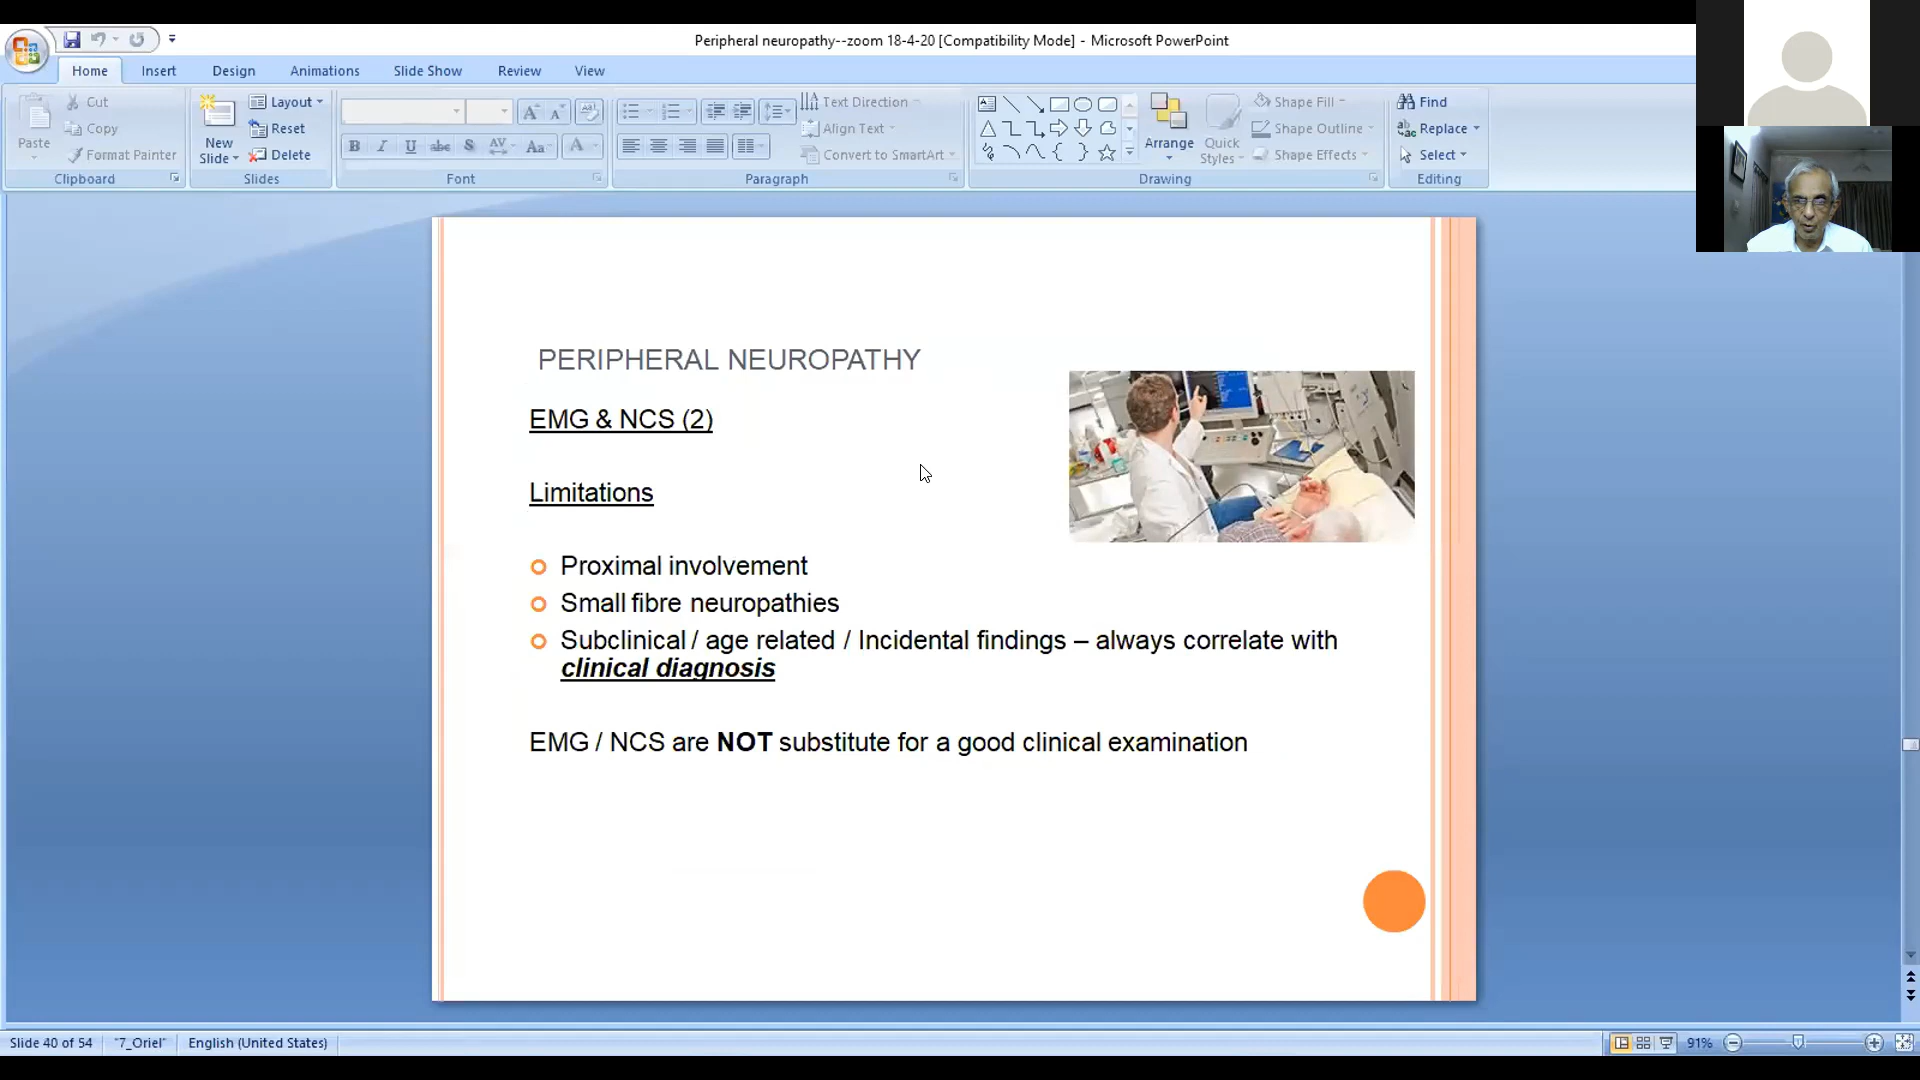 Peripheral neuropathy--zoom 18-4-20 [Compatibility Mode] - Microsoft PowerPoint
Home Insert Design Animations Slide Show Review View
Paste
Cut
Copy
Format Painter
Clipboard
New
Slide
Layout
Reset
Delete
Slides
B I U abc S AV Aa A
Font
Text Direction
Align Text
Convert to SmartArt
Paragraph
Arrange
Quick
Styles
Shape Fill
Shape Outline
Shape Effects
Drawing
Find
Replace
Select
Editing
PERIPHERAL NEUROPATHY
EMG & NCS (2)
Limitations
Proximal involvement
Small fibre neuropathies
Subclinical / age related / Incidental findings – always correlate with
clinical diagnosis
EMG / NCS are NOT substitute for a good clinical examination
Slide 40 of 54 "7_Oriel" English (United States) 91%